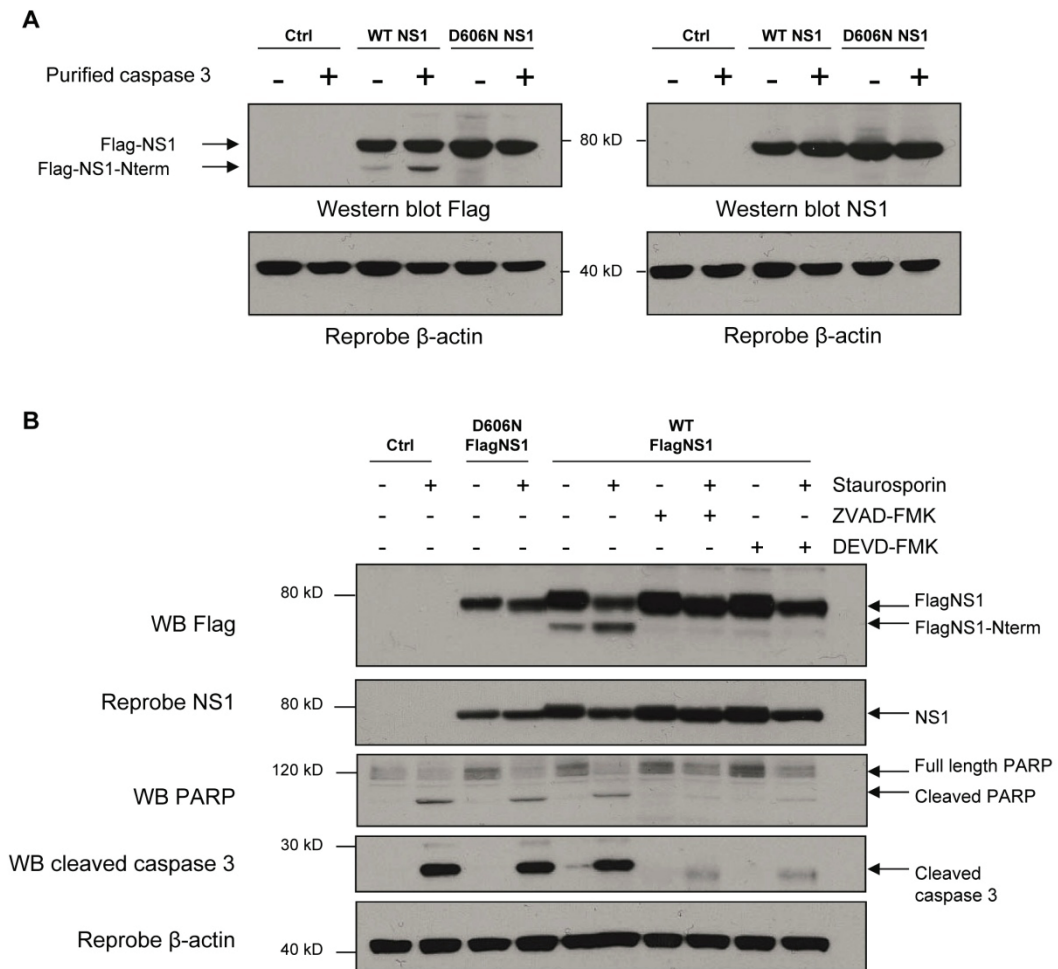 A
Ctrl WT NS1 D606N NS1 Ctrl WT NS1 D606N NS1
Purified caspase 3 - + - + - + - + - + - +
Flag-NS1 80 kD
Flag-NS1-Nterm
Western blot Flag Western blot NS1
40 kD
Reprobe β-actin Reprobe β-actin
B
D606N WT
Ctrl FlagNS1 FlagNS1
- + - + - + - + - + Staurosporin
- - - - - - + + - - ZVAD-FMK
- - - - - - - - + + DEVD-FMK
80 kD FlagNS1
WB Flag FlagNS1-Nterm
Reprobe NS1 80 kD NS1
120 kD Full length PARP
WB PARP Cleaved PARP
30 kD
WB cleaved caspase 3 Cleaved
caspase 3
Reprobe β-actin
40 kD